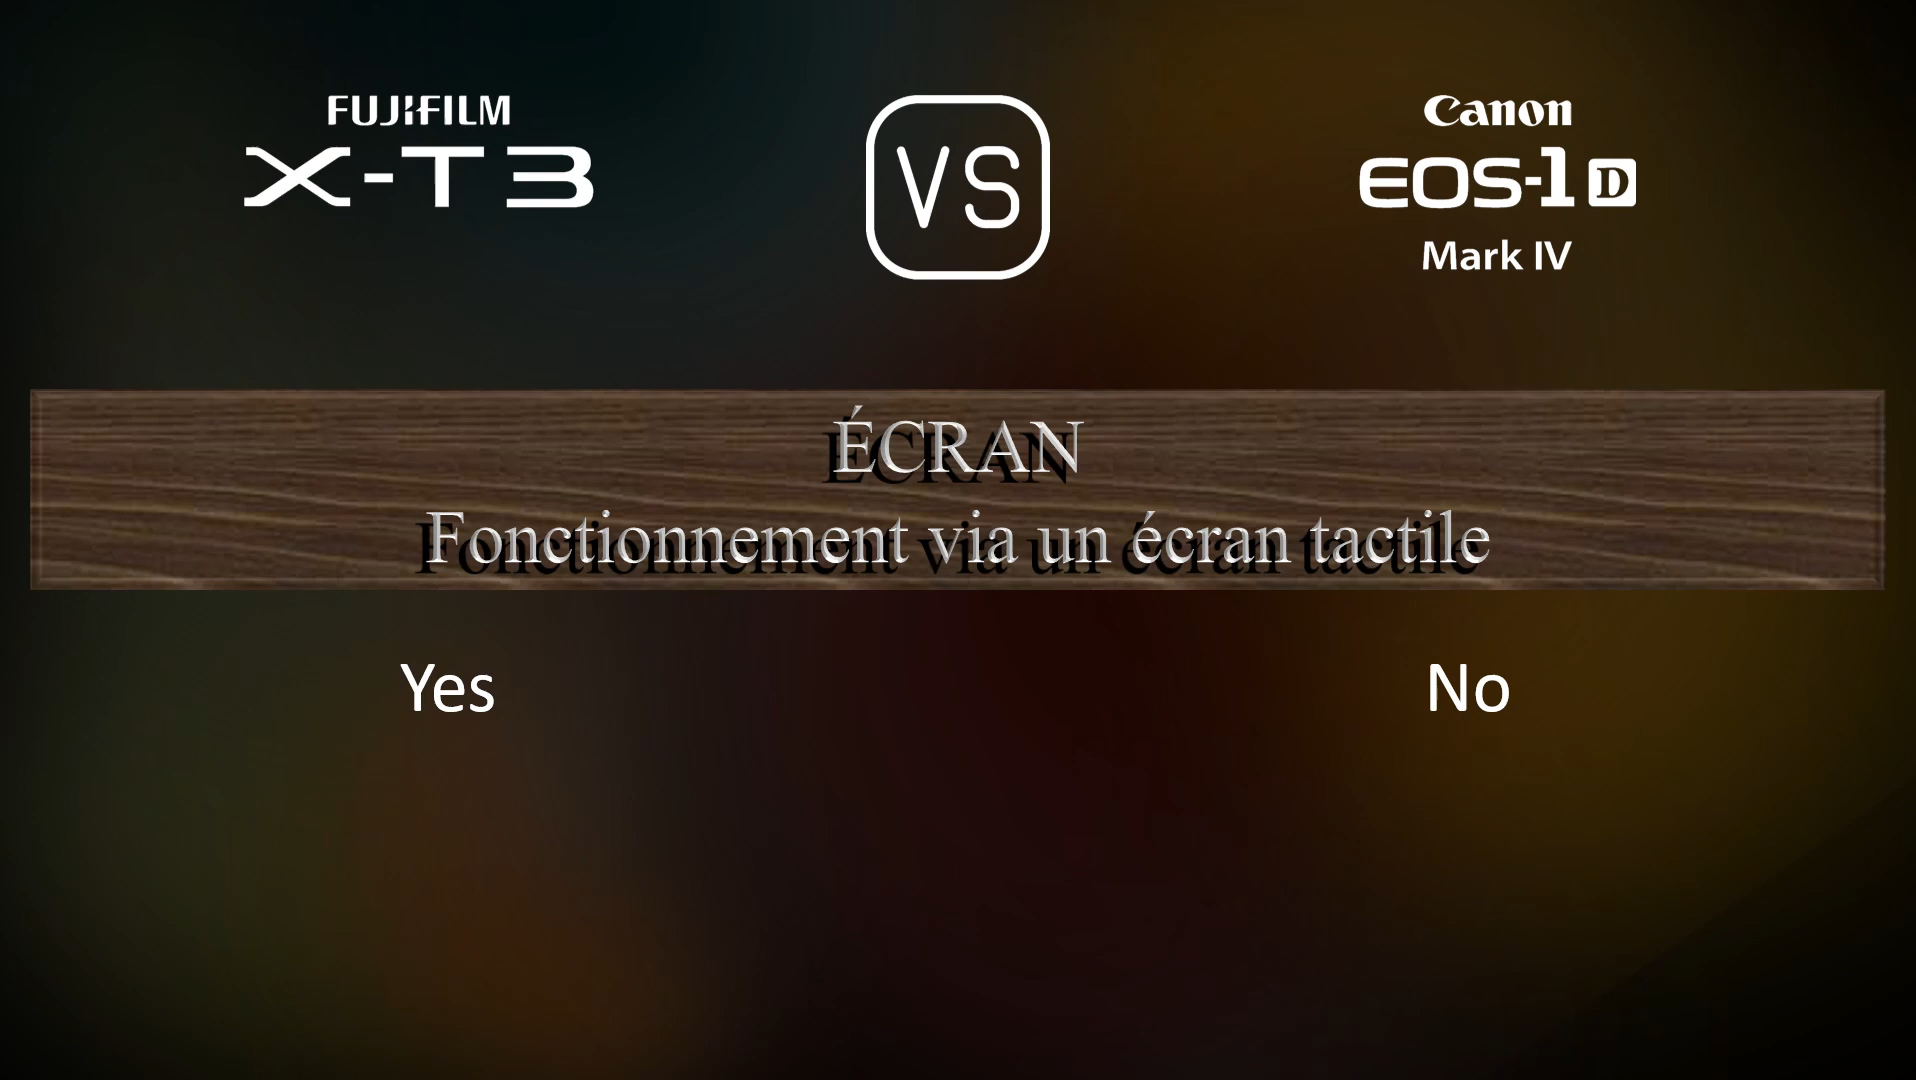 FUJIFILM
X-T3
VS
Canon
EOS-1D
Mark IV
ÉCRAN
Fonctionnement via un écran tactile
Yes
No